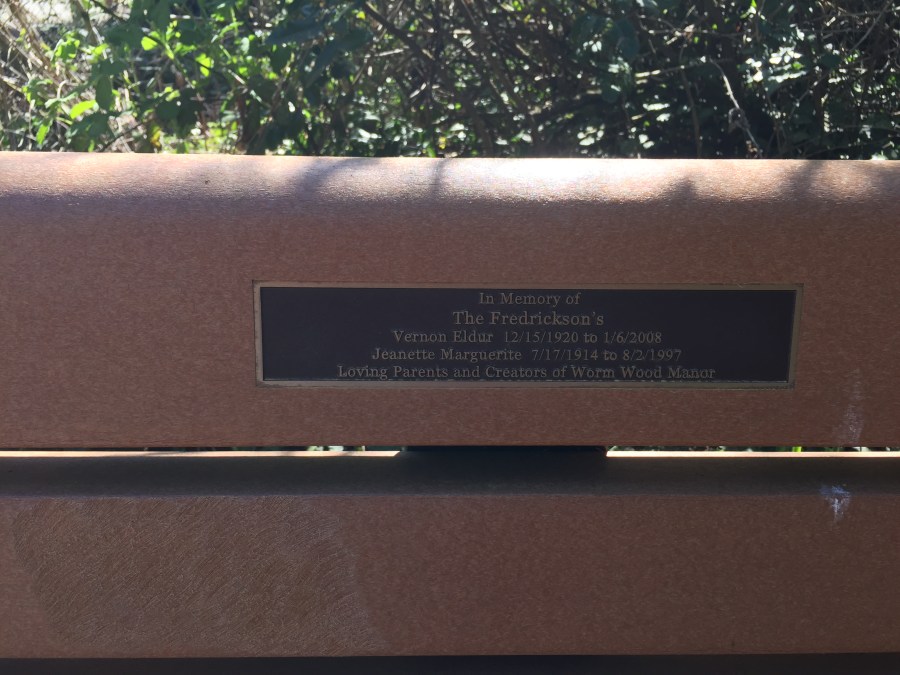 In Memory of
The Fredrickson's
Vernon Eldur 12/15/1920 to 1/6/2008
Jeanette Marguerite 7/17/1914 to 8/2/1997
Loving Parents and Creators of Worm Wood Manor